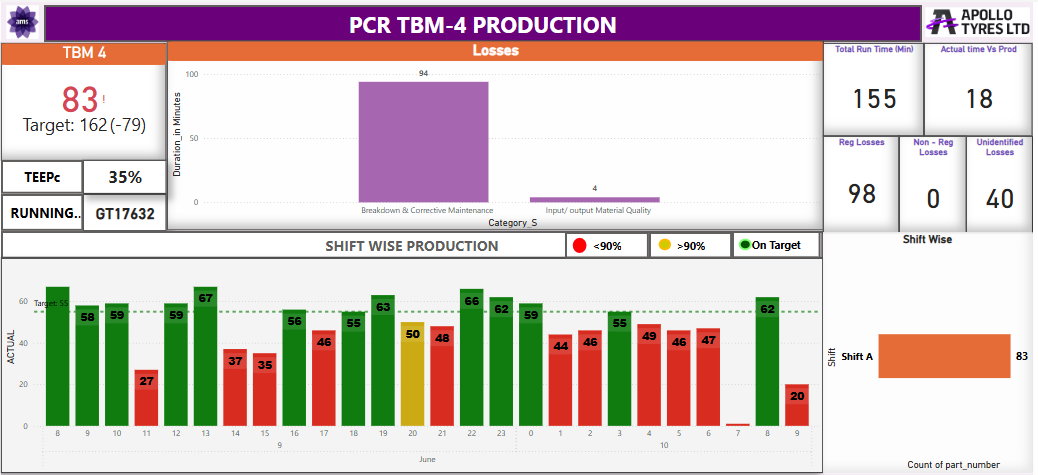 ams
PCR TBM-4 PRODUCTION
APOLLO
TYRES LTD
TBM 4
83!
Target: 162 (-79)
TEEPc
35%
RUNNING..
GT17632
Losses
Duration_in Minutes
100
50
0
94
4
Breakdown & Corrective Maintenance
Input/ output Material Quality
Category_S
Total Run Time (Min)
155
Actual time Vs Prod
18
Reg Losses
98
Non - Reg
Losses
0
Unidentified
Losses
40
SHIFT WISE PRODUCTION
<90%
>90%
On Target
ACTUAL
60
40
20
0
Target: 55
58 59 27 59 67 37 35 56 46 55 63 50 48 66 62 59 44 46 55 49 46 47 62 20
8 9 10 11 12 13 14 15 16 17 18 19 20 21 22 23 0 1 2 3 4 5 6 7 8 9
9 10
June
Shift Wise
Shift
Shift A
83
Count of part_number